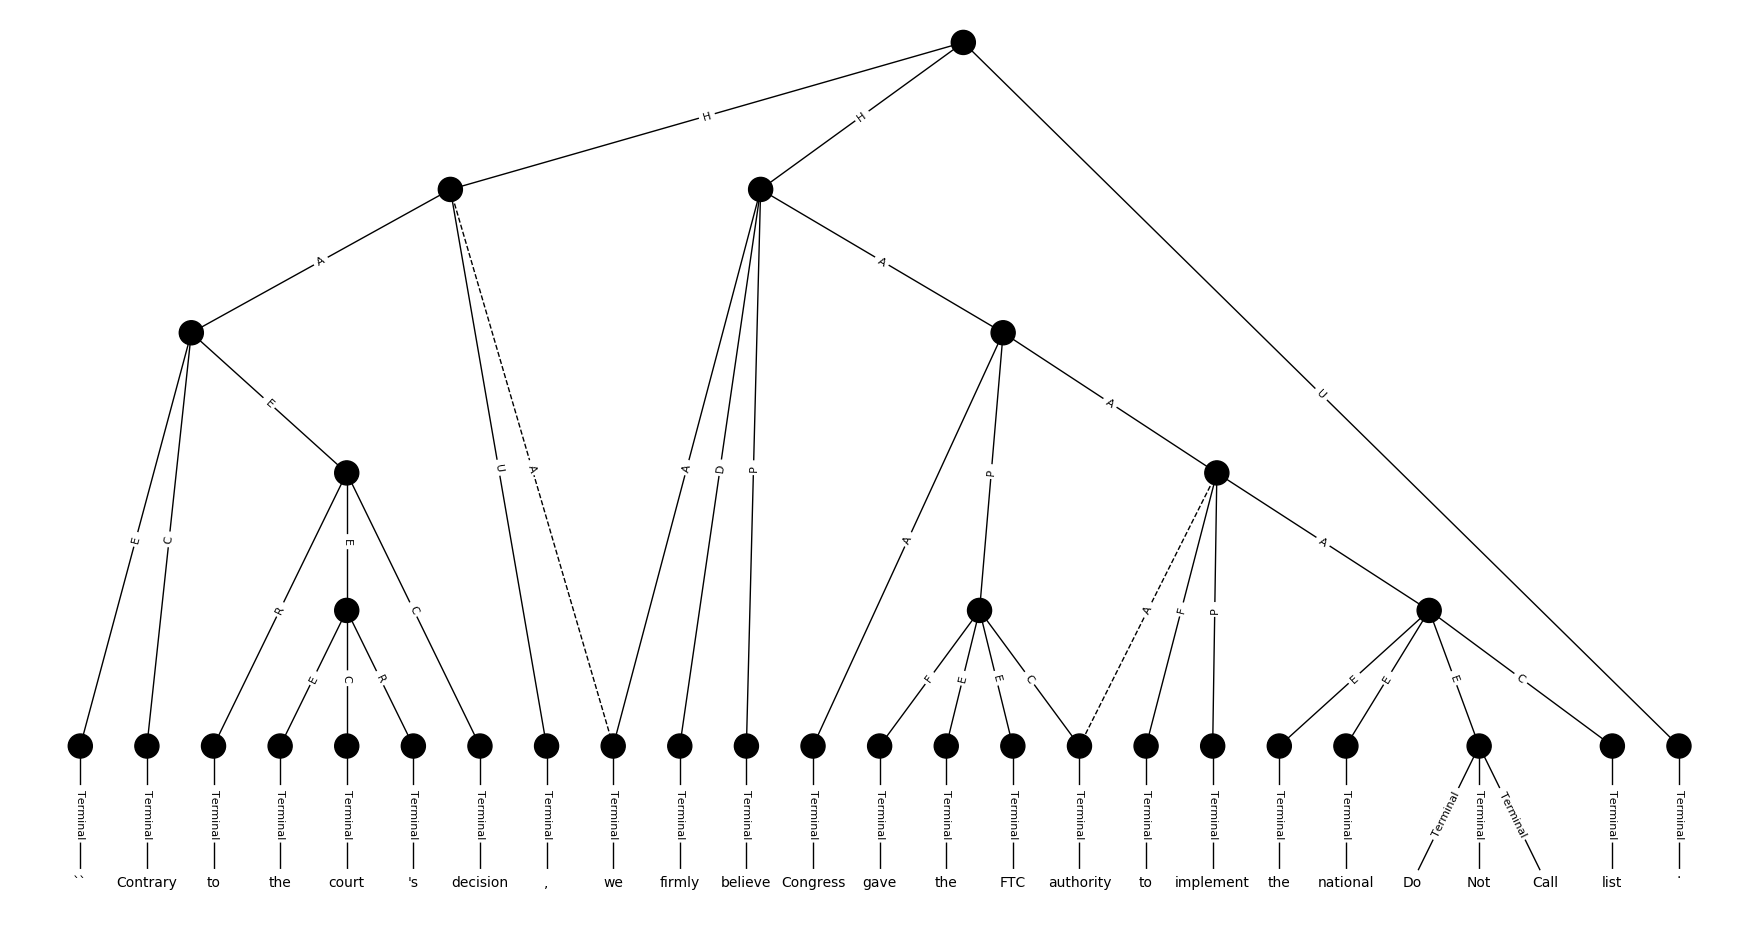 H H
A A U
E A
U A A D P P
E C A
R E C A F P A
E C R F E E C E E E C
Terminal Terminal Terminal Terminal Terminal Terminal Terminal Terminal Terminal Terminal Terminal Terminal Terminal Terminal Terminal Terminal Terminal Terminal Terminal Terminal Terminal Terminal Terminal Terminal Terminal
`` Contrary to the court 's decision , we firmly believe Congress gave the FTC authority to implement the national Do Not Call list .